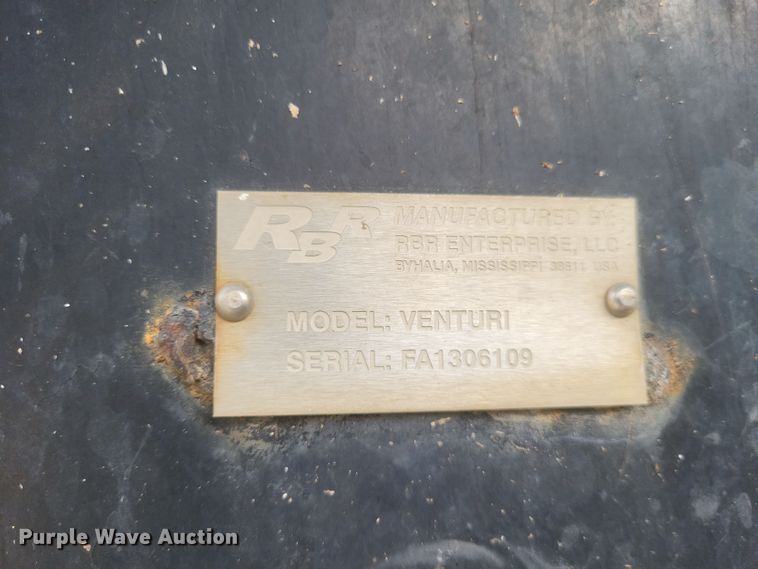 RBR
MANUFACTURED BY:
RBR ENTERPRISE, LLC
BYHALIA, MISSISSIPPI 38611 USA
MODEL: VENTURI
SERIAL: FA1306109
Purple Wave Auction®